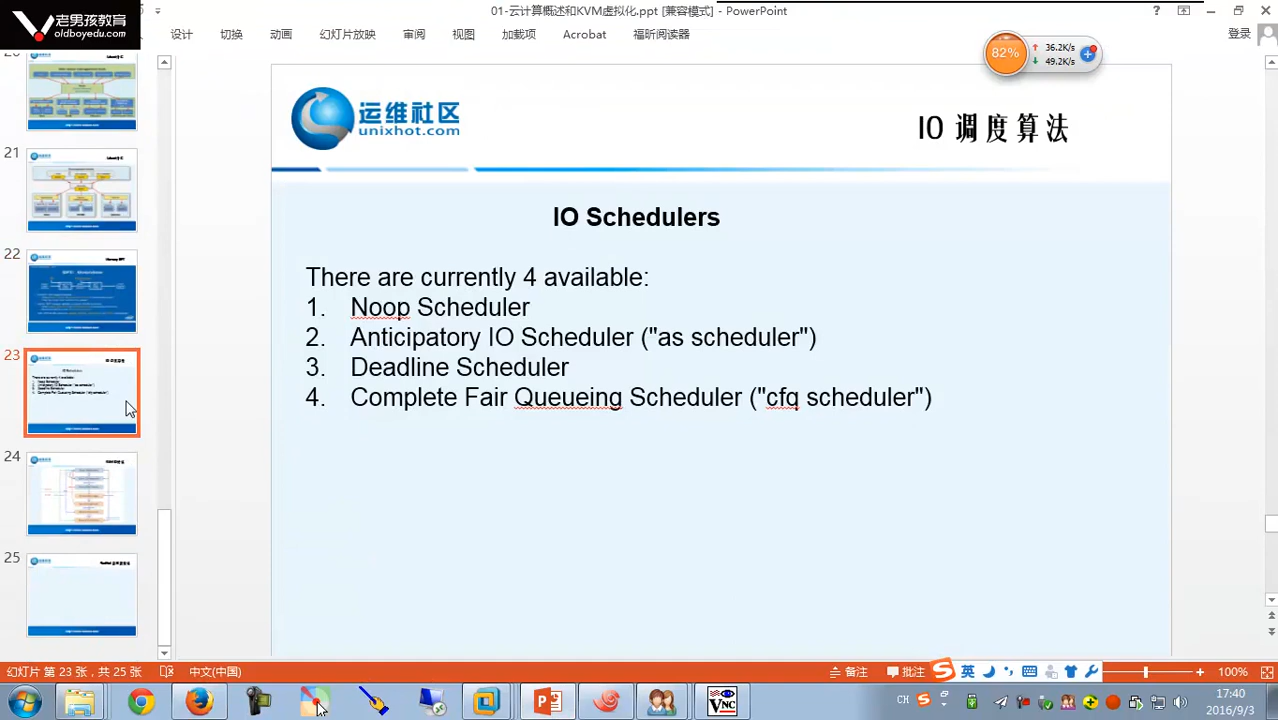 老男孩教育
oldboyedu.com
01-云计算概述和KVM虚拟化.ppt [兼容模式] - PowerPoint
设计 切换 动画 幻灯片放映 审阅 视图 加载项 Acrobat 福昕阅读器 登录
82%
36.2K/s
49.2K/s
运维社区
unixhot.com
IO 调度算法
IO Schedulers
There are currently 4 available:
1. Noop Scheduler
2. Anticipatory IO Scheduler ("as scheduler")
3. Deadline Scheduler
4. Complete Fair Queueing Scheduler ("cfq scheduler")
21
22
23
24
25
幻灯片 第 23 张，共 25 张 中文(中国) 备注 批注 英 100%
CH
17:40
2016/9/3